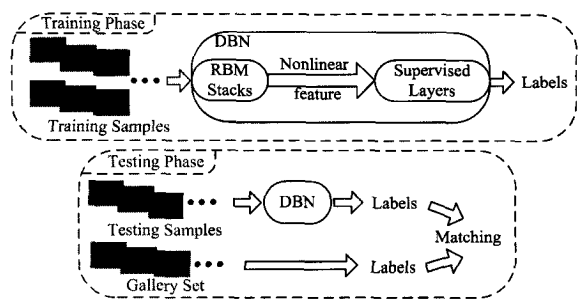 Training Phase
DBN
RBM
Stacks
Nonlinear
feature
Supervised
Layers
Labels
Training Samples
Testing Phase
DBN
Labels
Testing Samples
Matching
Labels
Gallery Set